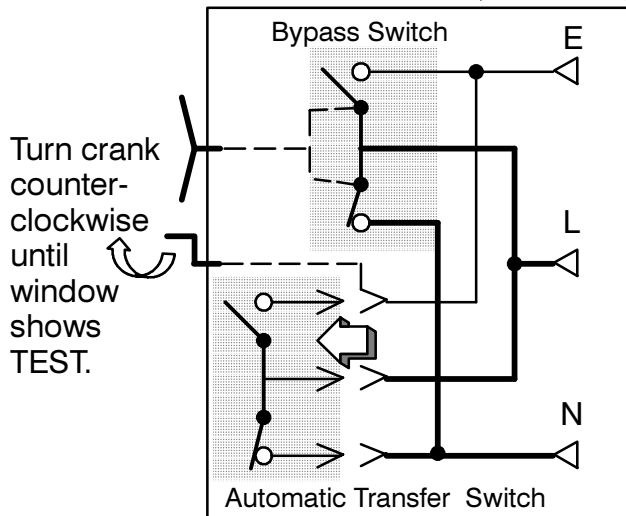 Bypass Switch
E
Turn crank
counter-
clockwise
until
window
shows
TEST.
L
N
Automatic Transfer Switch